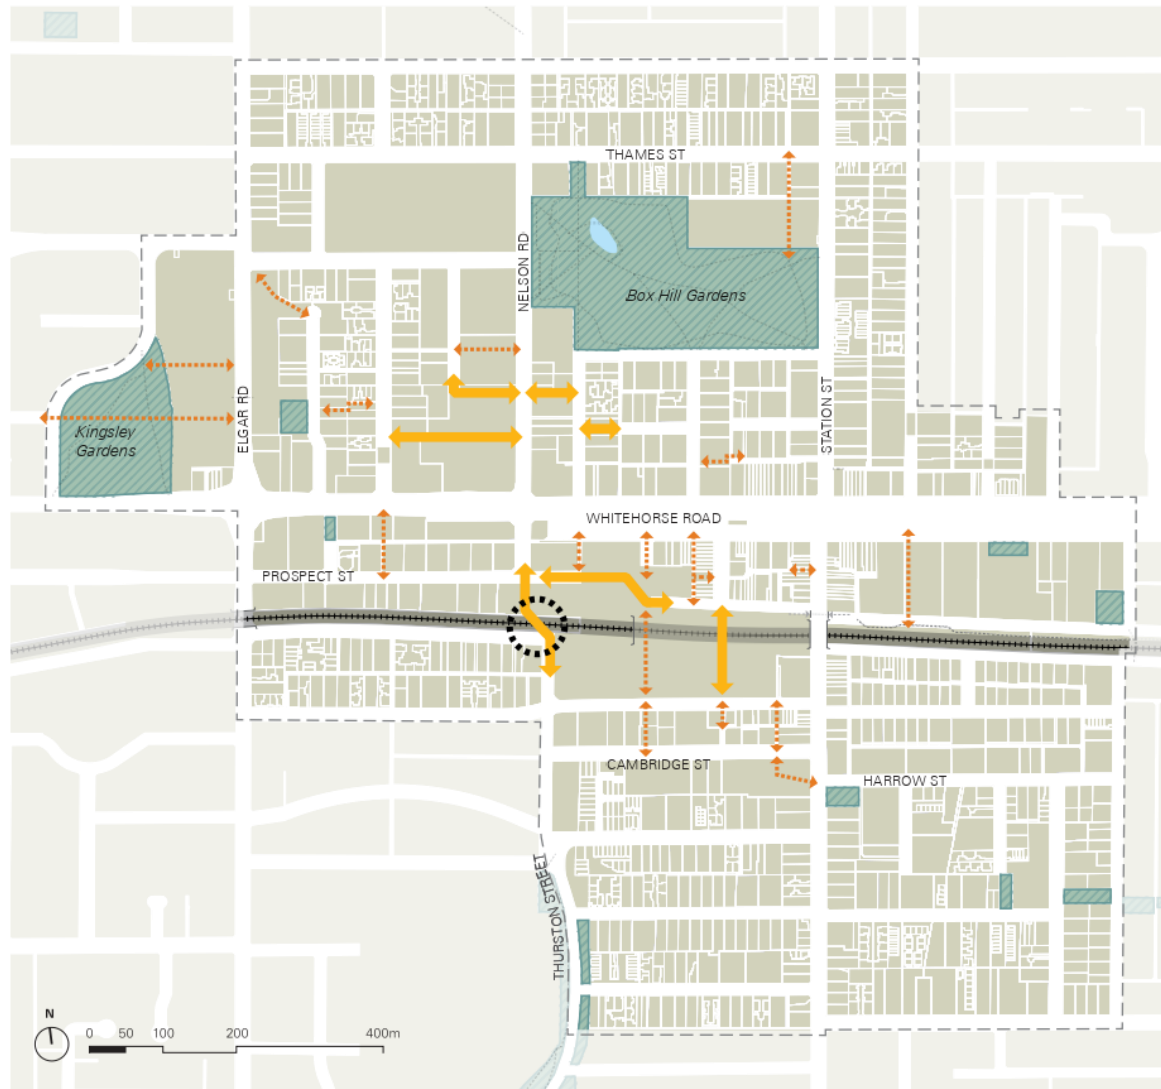 THAMES ST
NELSON RD
Box Hill Gardens
ELGAR RD
STATION ST
Kingsley
Gardens
WHITEHORSE ROAD
PROSPECT ST
CAMBRIDGE ST
HARROW ST
THURSTON STREET
N
0 50 100 200 400m